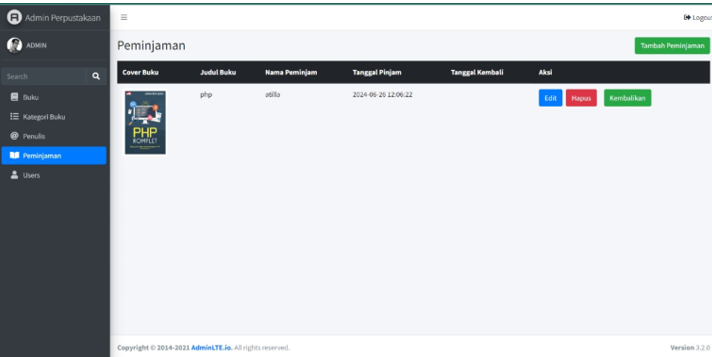 Admin Perpustakaan
Logout
ADMIN
Peminjaman
Tambah Peminjaman
Search
Cover Buku Judul Buku Nama Peminjam Tanggal Pinjam Tanggal Kembali Aksi
php atilla 2024-06-26 12:06:22 Edit Hapus Kembalikan
PHP
KOMPLET
Buku
Kategori Buku
Penulis
Peminjaman
Users
Copyright © 2014-2021 AdminLTE.io. All rights reserved.
Version 3.2.0